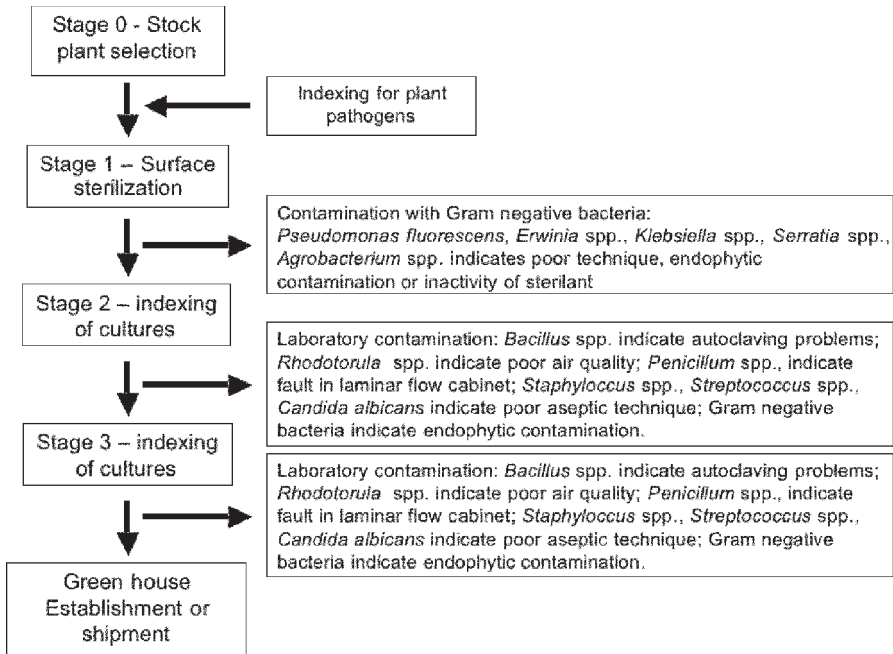 Stage 0 - Stock
plant selection
Indexing for plant
pathogens
Stage 1 – Surface
sterilization
Contamination with Gram negative bacteria:
Pseudomonas fluorescens, Erwinia spp., Klebsiella spp., Serratia spp.,
Agrobacterium spp. indicates poor technique, endophytic
contamination or inactivity of sterilant
Stage 2 – indexing
of cultures
Laboratory contamination: Bacillus spp. indicate autoclaving problems;
Rhodotorula spp. indicate poor air quality; Penicillum spp., indicate
fault in laminar flow cabinet; Staphyloccus spp., Streptococcus spp.,
Candida albicans indicate poor aseptic technique; Gram negative
bacteria indicate endophytic contamination.
Stage 3 – indexing
of cultures
Laboratory contamination: Bacillus spp. indicate autoclaving problems;
Rhodotorula spp. indicate poor air quality; Penicillum spp., indicate
fault in laminar flow cabinet; Staphyloccus spp., Streptococcus spp.,
Candida albicans indicate poor aseptic technique; Gram negative
bacteria indicate endophytic contamination.
Green house
Establishment or
shipment